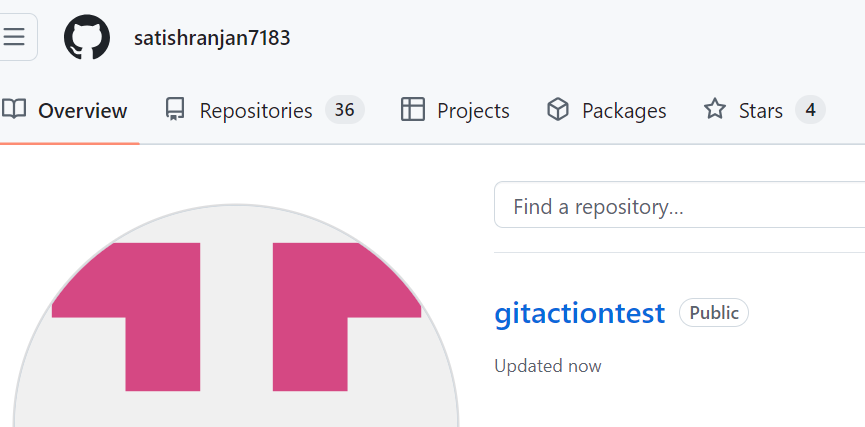 satishranjan7183
Overview Repositories 36 Projects Packages Stars 4
Find a repository...
gitactiontest Public
Updated now